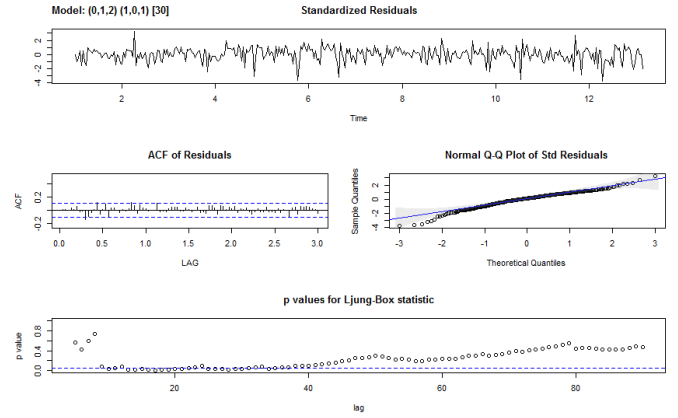 Model: (0,1,2) (1,0,1) [30]
Standardized Residuals
2
0
-2
-4
2 4 6 8 10 12
Time
ACF of Residuals
ACF
0.2
-0.2
0.0 0.5 1.0 1.5 2.0 2.5 3.0
LAG
Normal Q-Q Plot of Std Residuals
Sample Quantiles
2
0
-2
-4
-3 -2 -1 0 1 2 3
Theoretical Quantiles
p values for Ljung-Box statistic
p value
0.8
0.4
0.0
20 40 60 80
lag